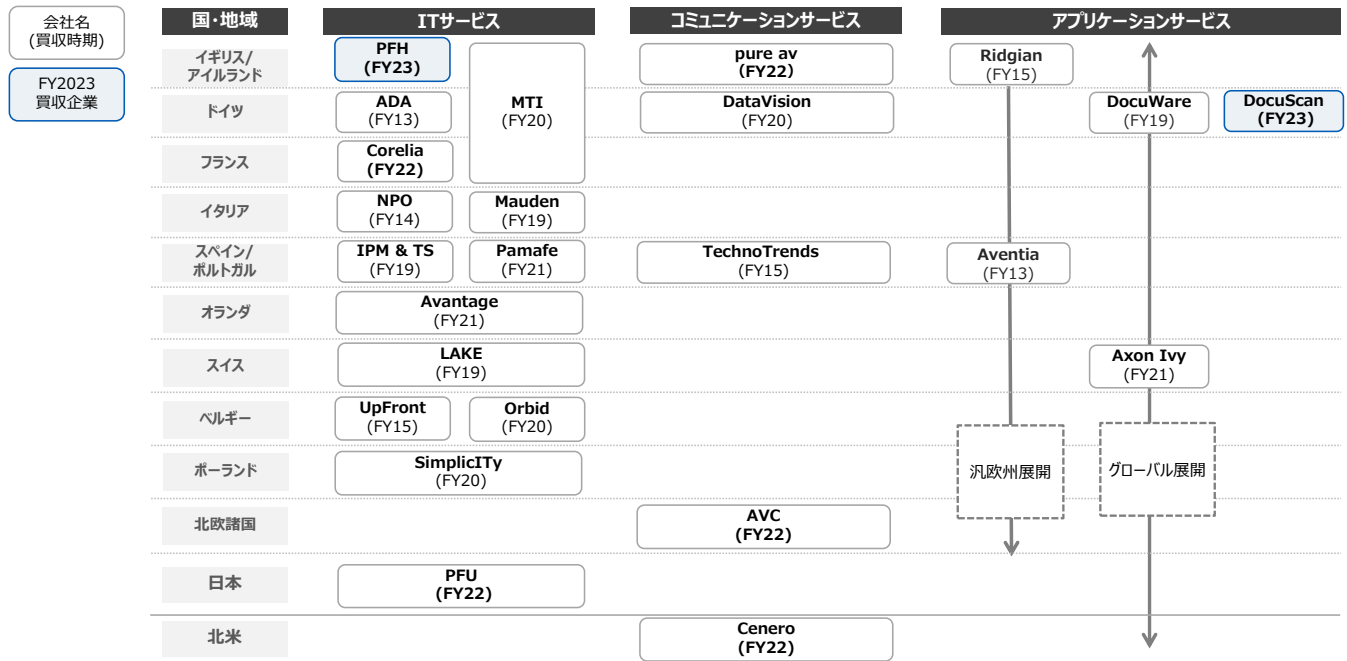 会社名
(買収時期)
FY2023
買収企業
国・地域
ITサービス
コミュニケーションサービス
アプリケーションサービス
イギリス/
アイルランド
PFH
(FY23)
MTI
(FY20)
pure av
(FY22)
Ridgian
(FY15)
ドイツ
ADA
(FY13)
DataVision
(FY20)
DocuWare
(FY19)
DocuScan
(FY23)
フランス
Corelia
(FY22)
イタリア
NPO
(FY14)
Mauden
(FY19)
スペイン/
ポルトガル
IPM & TS
(FY19)
Pamafe
(FY21)
TechnoTrends
(FY15)
Aventia
(FY13)
オランダ
Avantage
(FY21)
スイス
LAKE
(FY19)
Axon Ivy
(FY21)
ベルギー
UpFront
(FY15)
Orbid
(FY20)
ポーランド
SimplicITy
(FY20)
汎欧州展開
グローバル展開
北欧諸国
AVC
(FY22)
日本
PFU
(FY22)
北米
Cenero
(FY22)